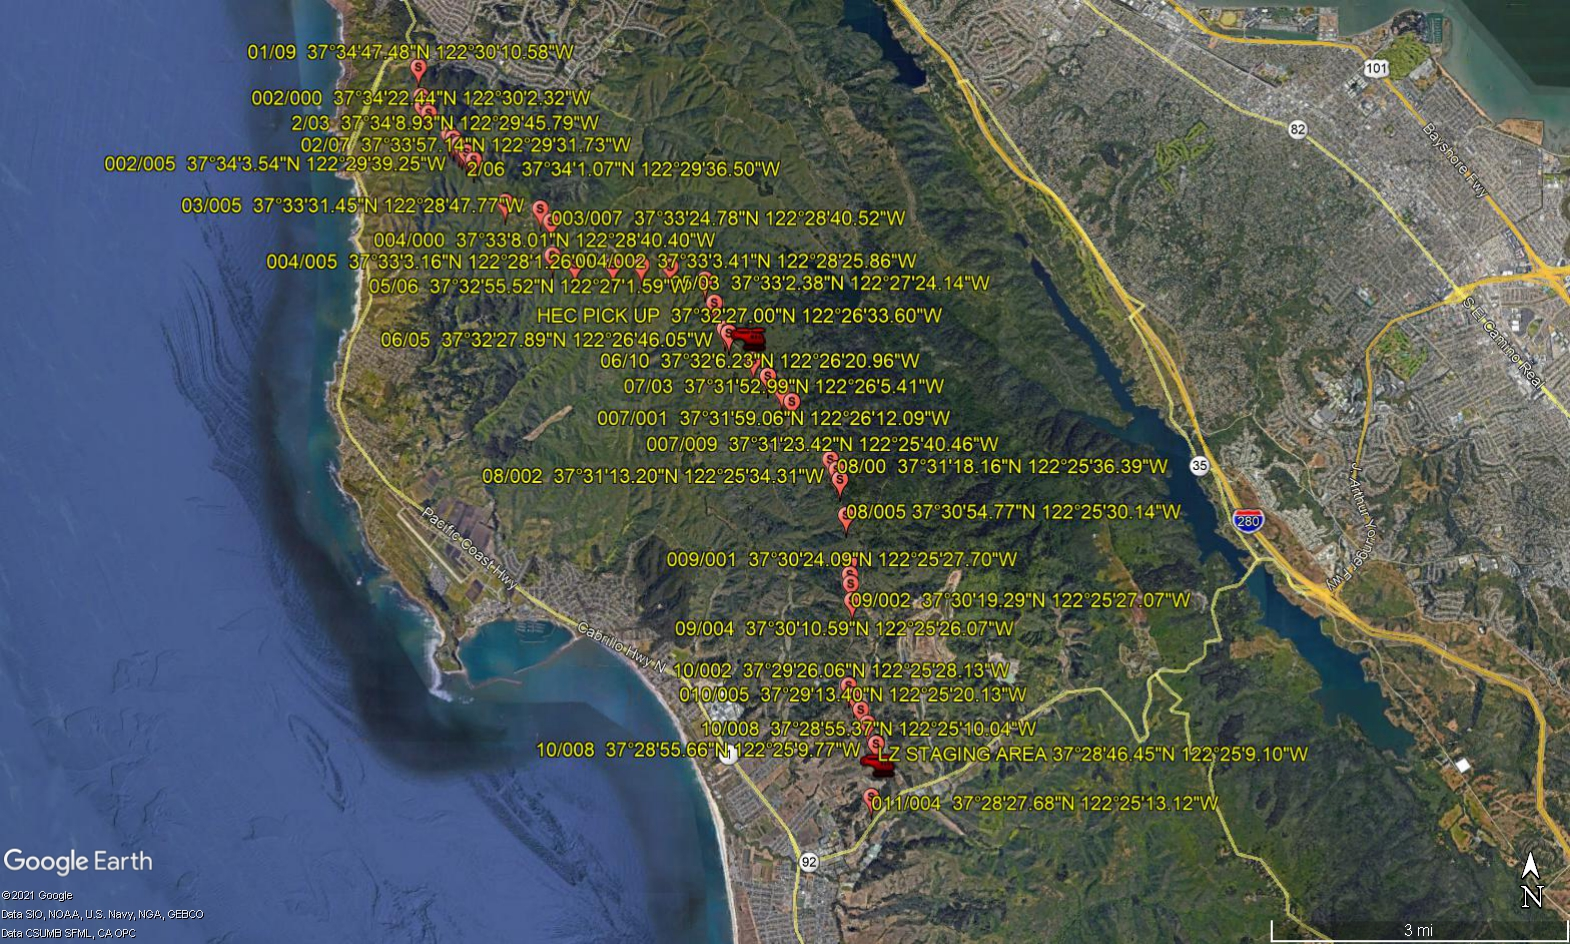 01/09 37°34'47.48"N 122°30'10.58"W
101
002/000 37°34'22.44"N 122°30'2.32"W
2/03 37°34'8.93"N 122°29'45.79"W
82
Bayshore Fwy
02/07 37°33'57.14"N 122°29'31.73"W
002/005 37°34'3.54"N 122°29'39.25"W
2/06 37°34'1.07"N 122°29'36.50"W
03/005 37°33'31.45"N 122°28'47.77"W
003/007 37°33'24.78"N 122°28'40.52"W
004/000 37°33'8.01"N 122°28'40.40"W
004/005 37°33'3.16"N 122°28'1.26"
004/002 37°33'3.41"N 122°28'25.86"W
05/06 37°32'55.52"N 122°27'1.59"W
/03 37°33'2.38"N 122°27'24.14"W
HEC PICK UP 37°32'27.00"N 122°26'33.60"W
S El Camino Real
06/05 37°32'27.89"N 122°26'46.05"W
06/10 37°32'6.23"N 122°26'20.96"W
07/03 37°31'52.99"N 122°26'5.41"W
007/001 37°31'59.06"N 122°26'12.09"W
007/009 37°31'23.42"N 122°25'40.46"W
08/00 37°31'18.16"N 122°25'36.39"W
35
08/002 37°31'13.20"N 122°25'34.31"W
J. Arthur Younger Fwy
08/005 37°30'54.77"N 122°25'30.14"W
280
Pacific Coast Hwy
009/001 37°30'24.09"N 122°25'27.70"W
09/002 37°30'19.29"N 122°25'27.07"W
09/004 37°30'10.59"N 122°25'26.07"W
Cabrillo Hwy N
10/002 37°29'26.06"N 122°25'28.13"W
010/005 37°29'13.40"N 122°25'20.13"W
10/008 37°28'55.37"N 122°25'10.04"W
10/008 37°28'55.66"N 122°25'9.77"W
1
LZ STAGING AREA 37°28'46.45"N 122°25'9.10"W
011/004 37°28'27.68"N 122°25'13.12"W
92
Google Earth
©2021 Google
Data SIO, NOAA, U.S. Navy, NGA, GEBCO
Data CSUMB SFML, CA OPC
N
3 mi